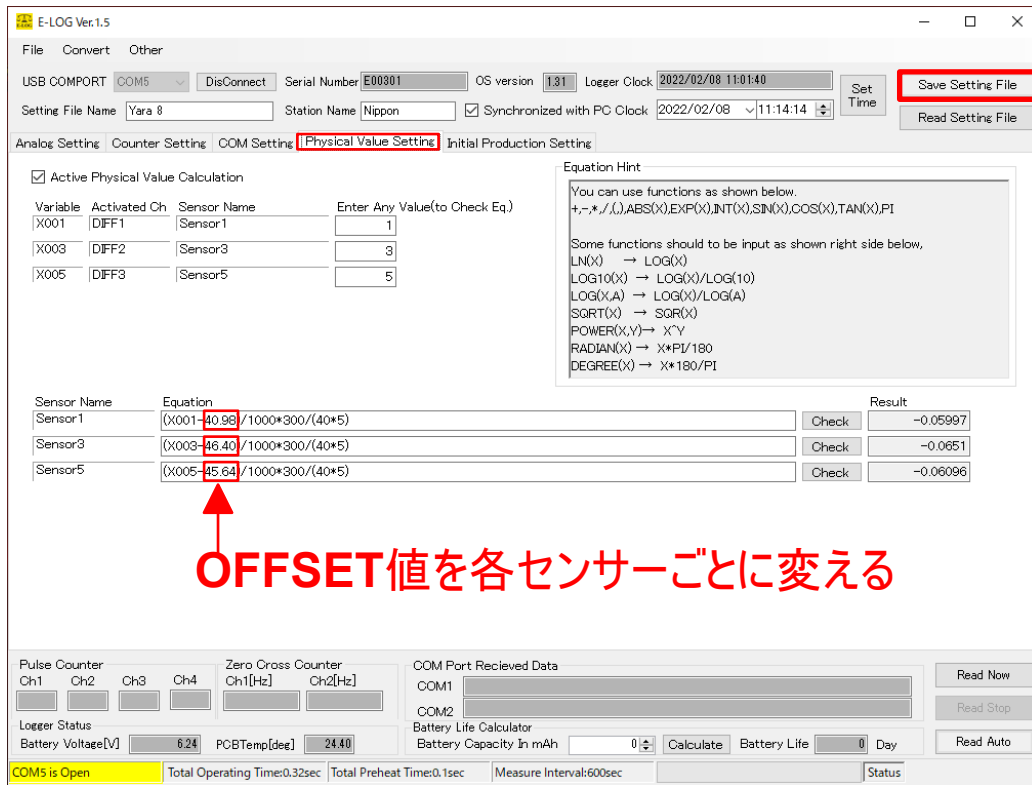 E-LOG Ver.1.5
File Convert Other
USB COMPORT COM5 DisConnect Serial Number E00301 OS version 1.31 Logger Clock 2022/02/08 11:01:40 Set Time Save Setting File
Setting File Name Yara 8 Station Name Nippon Synchronized with PC Clock 2022/02/08 11:14:14 Read Setting File
Analog Setting Counter Setting COM Setting Physical Value Setting Initial Production Setting
Active Physical Value Calculation
Variable Activated Ch Sensor Name Enter Any Value(to Check Eq.)
X001 DIFF1 Sensor1 1
X003 DIFF2 Sensor3 3
X005 DIFF3 Sensor5 5
Equation Hint
You can use functions as shown below.
+,-,*,/,(,),ABS(X),EXP(X),INT(X),SIN(X),COS(X),TAN(X),PI
Some functions should to be input as shown right side below,
LN(X) → LOG(X)
LOG10(X) → LOG(X)/LOG(10)
LOG(X,A) → LOG(X)/LOG(A)
SQRT(X) → SQR(X)
POWER(X,Y)→ X^Y
RADIAN(X) → X*PI/180
DEGREE(X) → X*180/PI
Sensor Name Equation Result
Sensor1 (X001-40.98)/1000*300/(40*5) Check -0.05997
Sensor3 (X003-46.40)/1000*300/(40*5) Check -0.0651
Sensor5 (X005-45.64)/1000*300/(40*5) Check -0.06096
OFFSET値を各センサーごとに変える
Pulse Counter Zero Cross Counter COM Port Recieved Data
Ch1 Ch2 Ch3 Ch4 Ch1[Hz] Ch2[Hz] COM1 Read Now
COM2 Read Stop
Logger Status Battery Life Calculator
Battery Voltage[V] 6.24 PCBTemp[deg] 24.40 Battery Capacity In mAh 0 Calculate Battery Life 0 Day Read Auto
COM5 is Open Total Operating Time:0.32sec Total Preheat Time:0.1sec Measure Interval:600sec Status